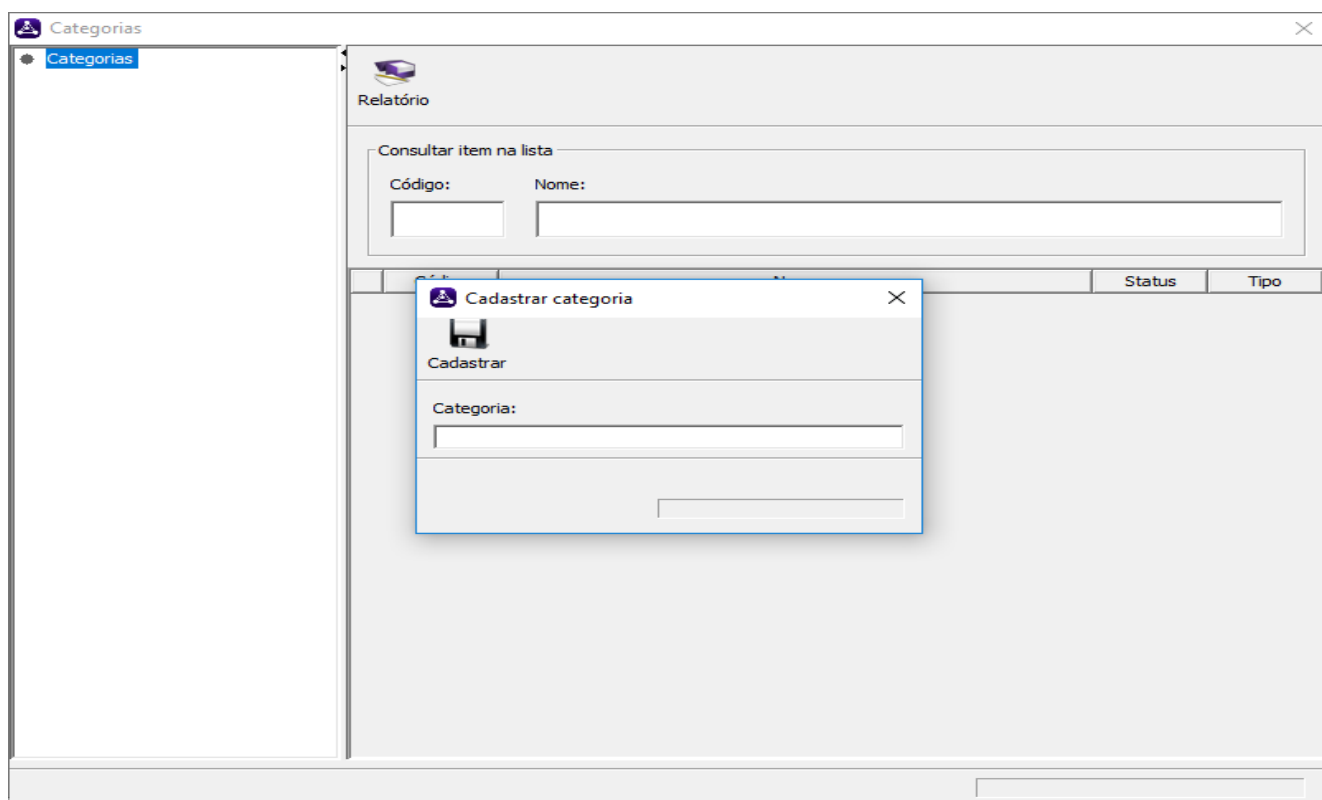 Categorias
Categorias
Relatório
Consultar item na lista
Código: Nome:
Status Tipo
Cadastrar categoria
Cadastrar
Categoria: